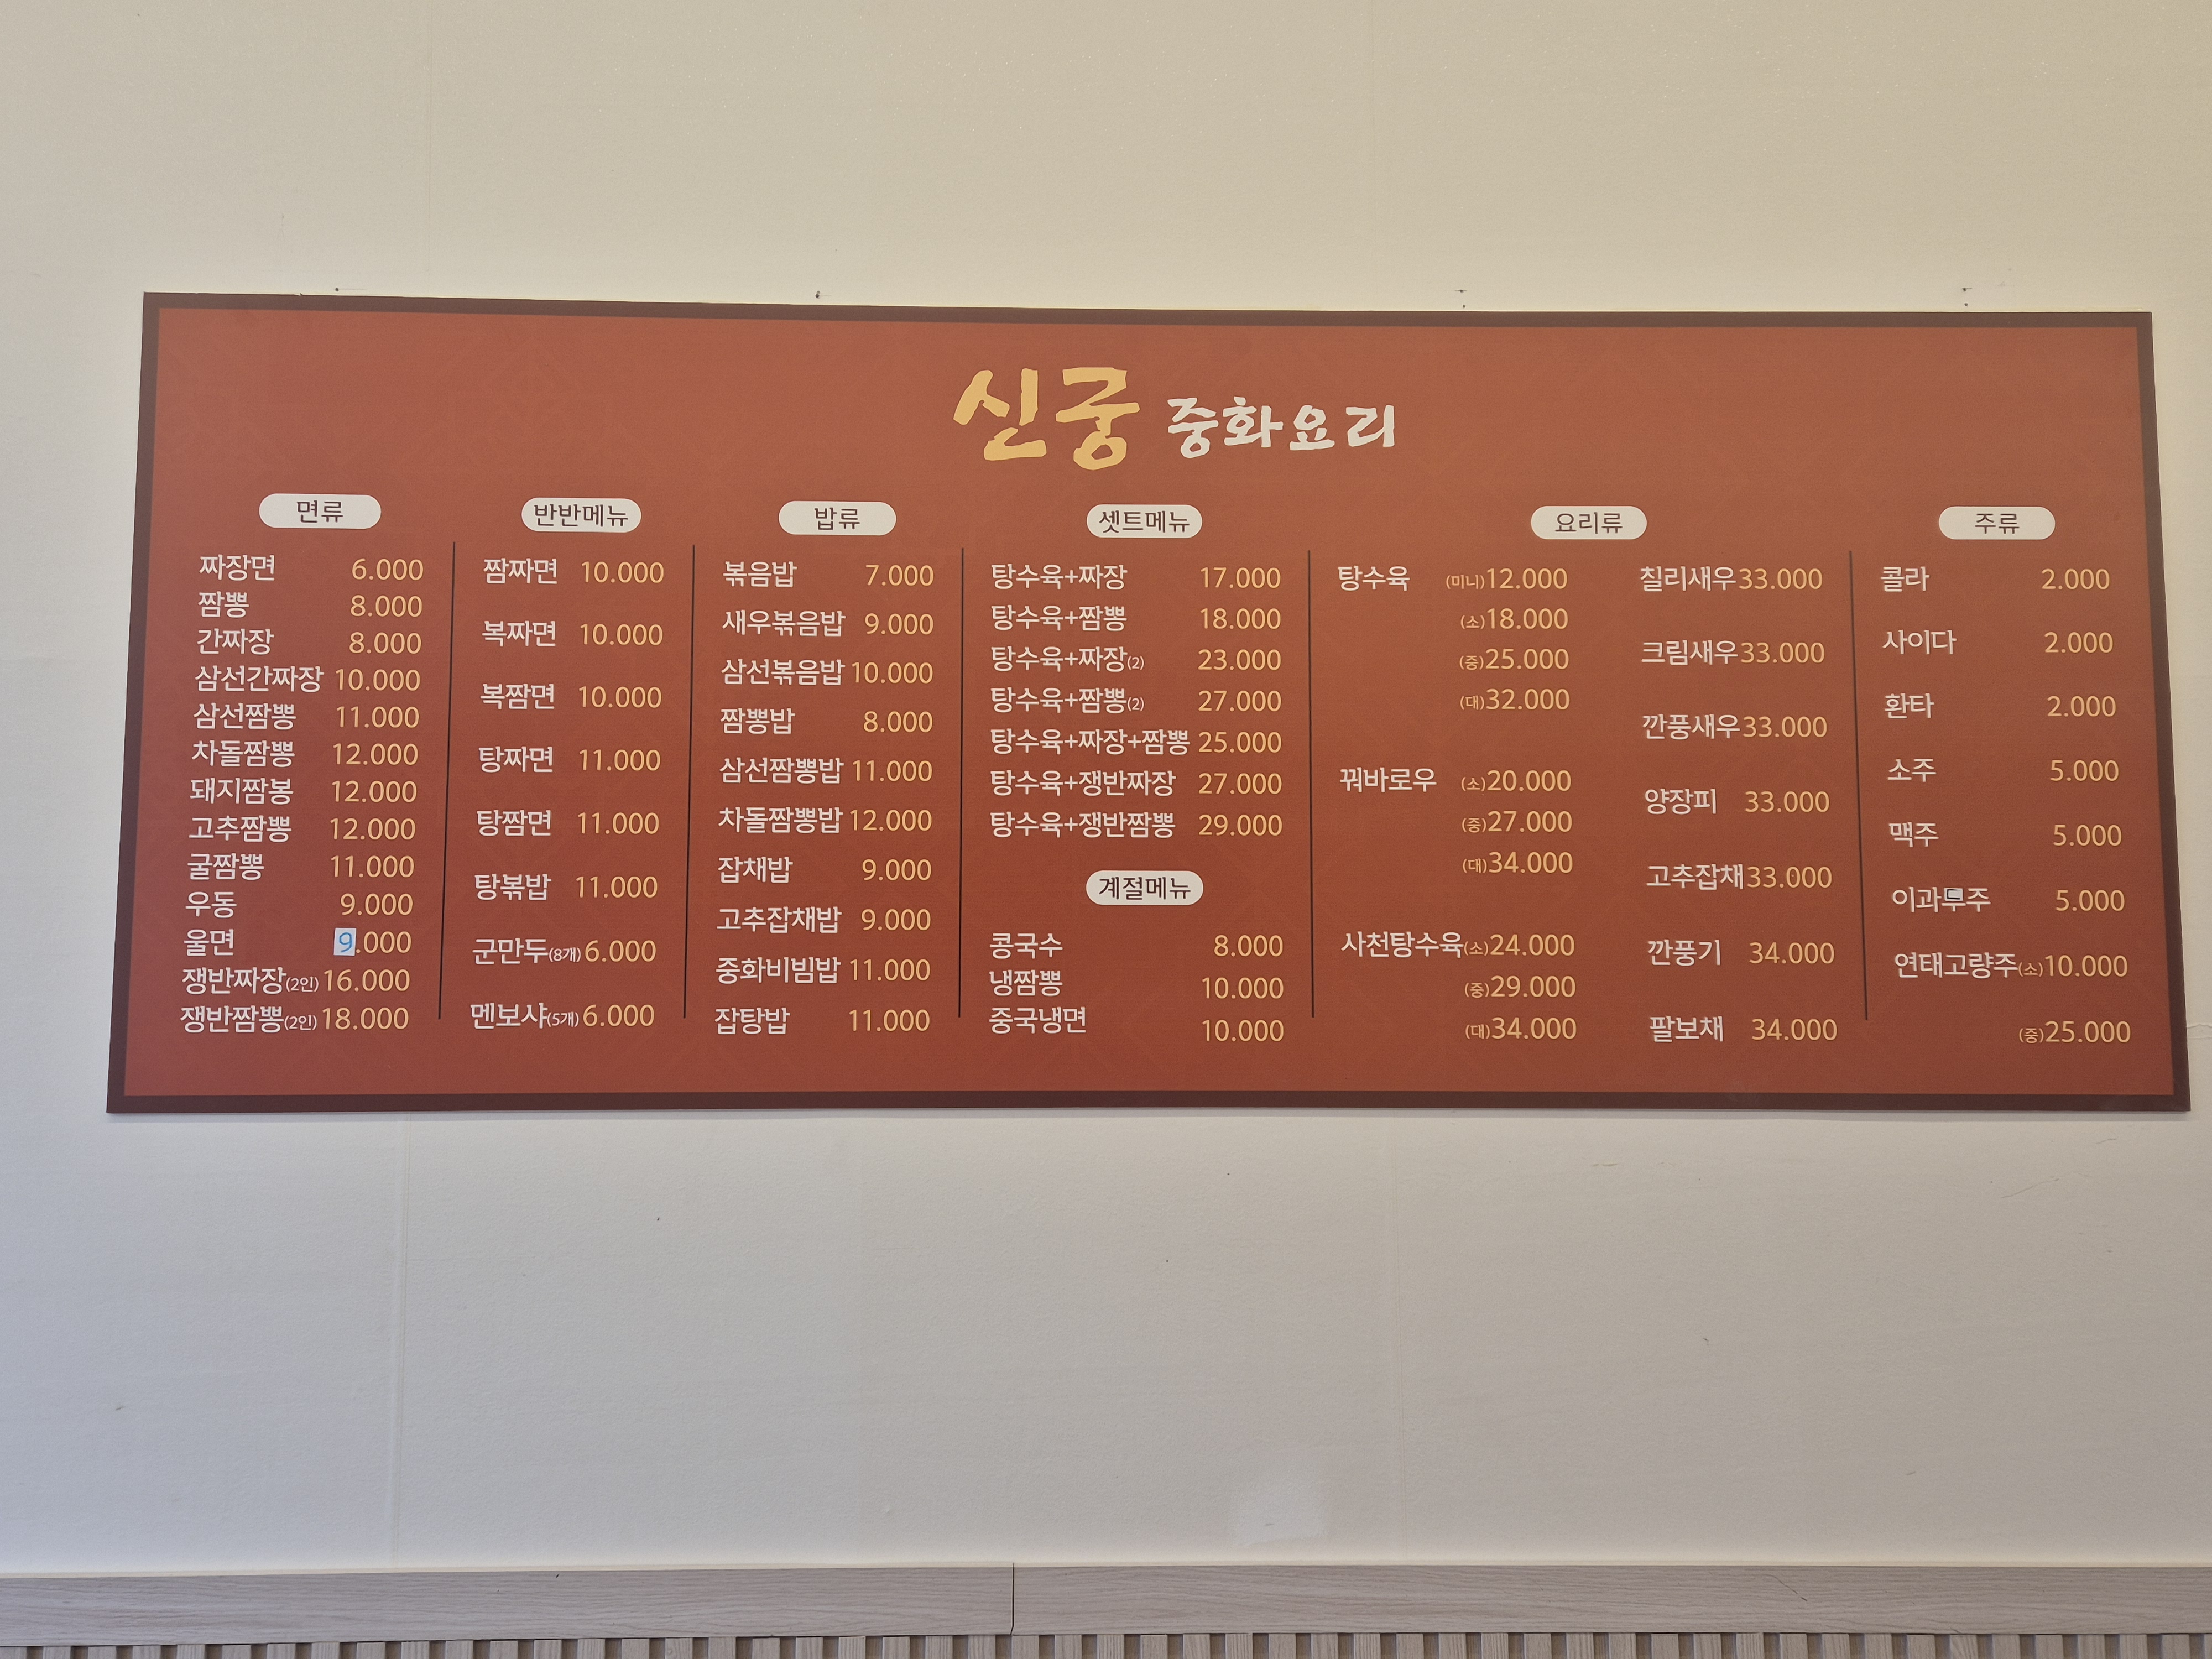 신궁 중화요리
면류
짜장면 6.000
짬뽕 8.000
간짜장 8.000
삼선간짜장 10.000
삼선짬뽕 11.000
차돌짬뽕 12.000
돼지짬봉 12.000
고추짬뽕 12.000
굴짬뽕 11.000
우동 9.000
울면 9.000
쟁반짜장(2인) 16.000
쟁반짬뽕(2인) 18.000
반반메뉴
짬짜면 10.000
복짜면 10.000
복짬면 10.000
탕짜면 11.000
탕짬면 11.000
탕볶밥 11.000
군만두(8개) 6.000
멘보샤(5개) 6.000
밥류
볶음밥 7.000
새우볶음밥 9.000
삼선볶음밥 10.000
짬뽕밥 8.000
삼선짬뽕밥 11.000
차돌짬뽕밥 12.000
잡채밥 9.000
고추잡채밥 9.000
중화비빔밥 11.000
잡탕밥 11.000
셋트메뉴
탕수육+짜장 17.000
탕수육+짬뽕 18.000
탕수육+짜장(2) 23.000
탕수육+짬뽕(2) 27.000
탕수육+짜장+짬뽕 25.000
탕수육+쟁반짜장 27.000
탕수육+쟁반짬뽕 29.000
계절메뉴
콩국수 8.000
냉짬뽕 10.000
중국냉면 10.000
요리류
탕수육 (미니)12.000
(소)18.000
(중)25.000
(대)32.000
꿔바로우 (소)20.000
(중)27.000
(대)34.000
사천탕수육(소)24.000
(중)29.000
(대)34.000
칠리새우 33.000
크림새우 33.000
깐풍새우 33.000
양장피 33.000
고추잡채 33.000
깐풍기 34.000
팔보채 34.000
주류
콜라 2.000
사이다 2.000
환타 2.000
소주 5.000
맥주 5.000
이과두주 5.000
연태고량주(소)10.000
(중)25.000